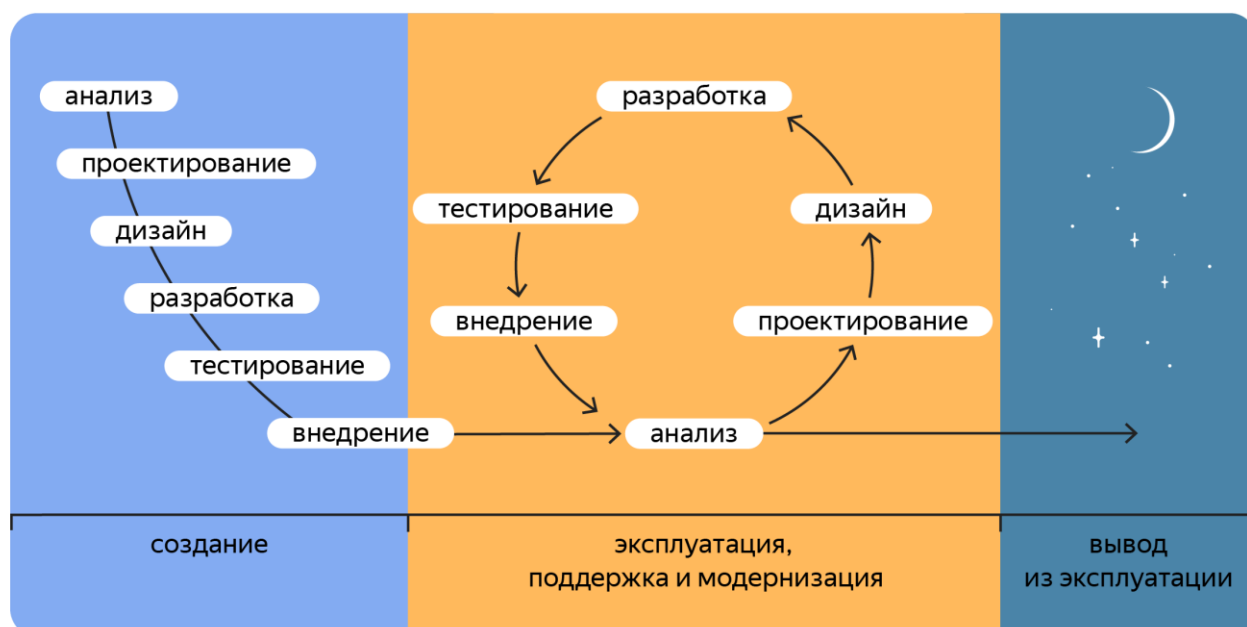 анализ
проектирование
дизайн
разработка
тестирование
внедрение
разработка
тестирование
дизайн
внедрение
проектирование
анализ
создание
эксплуатация,
поддержка и модернизация
вывод
из эксплуатации